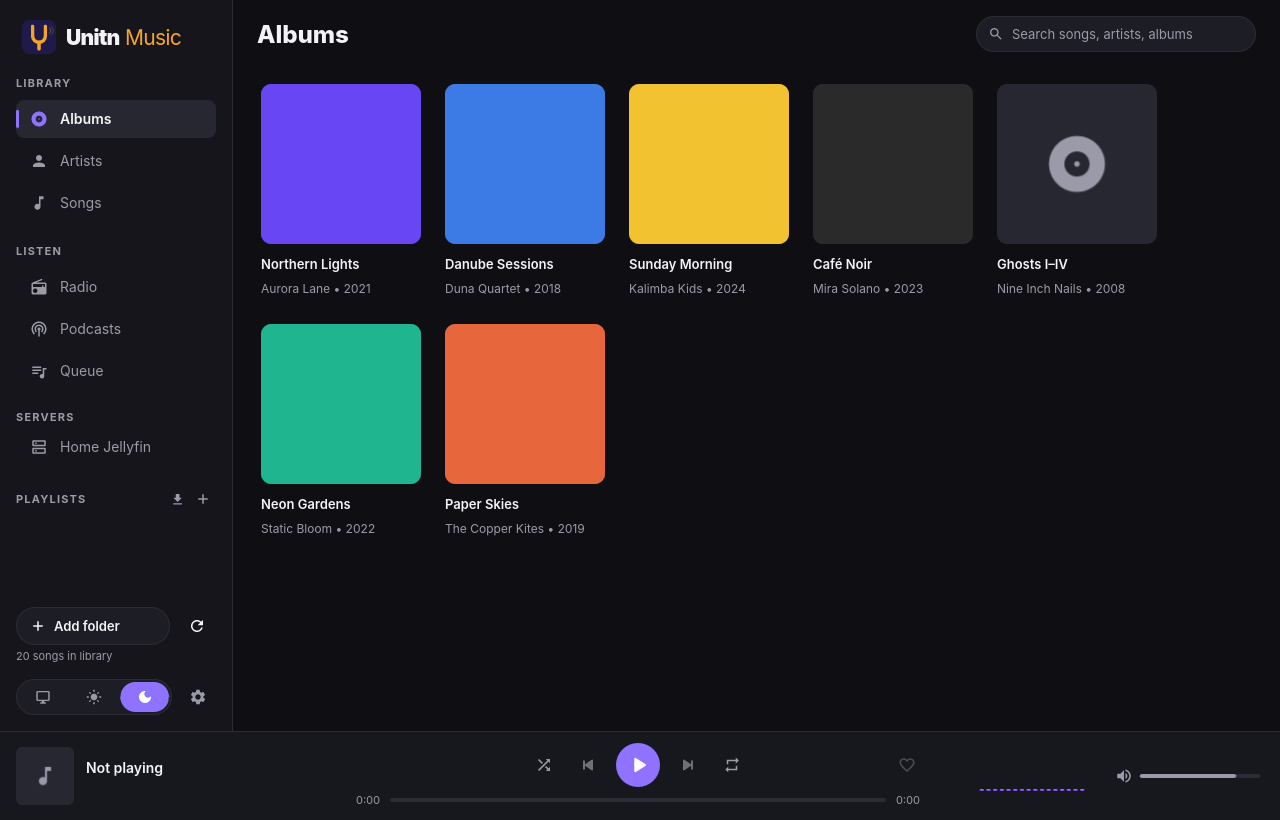 Unitn Music
LIBRARY
Albums
Artists
Songs
LISTEN
Radio
Podcasts
Queue
SERVERS
Home Jellyfin
PLAYLISTS
Add folder
20 songs in library
Albums
Search songs, artists, albums
Northern Lights
Aurora Lane • 2021
Danube Sessions
Duna Quartet • 2018
Sunday Morning
Kalimba Kids • 2024
Café Noir
Mira Solano • 2023
Ghosts I–IV
Nine Inch Nails • 2008
Neon Gardens
Static Bloom • 2022
Paper Skies
The Copper Kites • 2019
Not playing
0:00
0:00